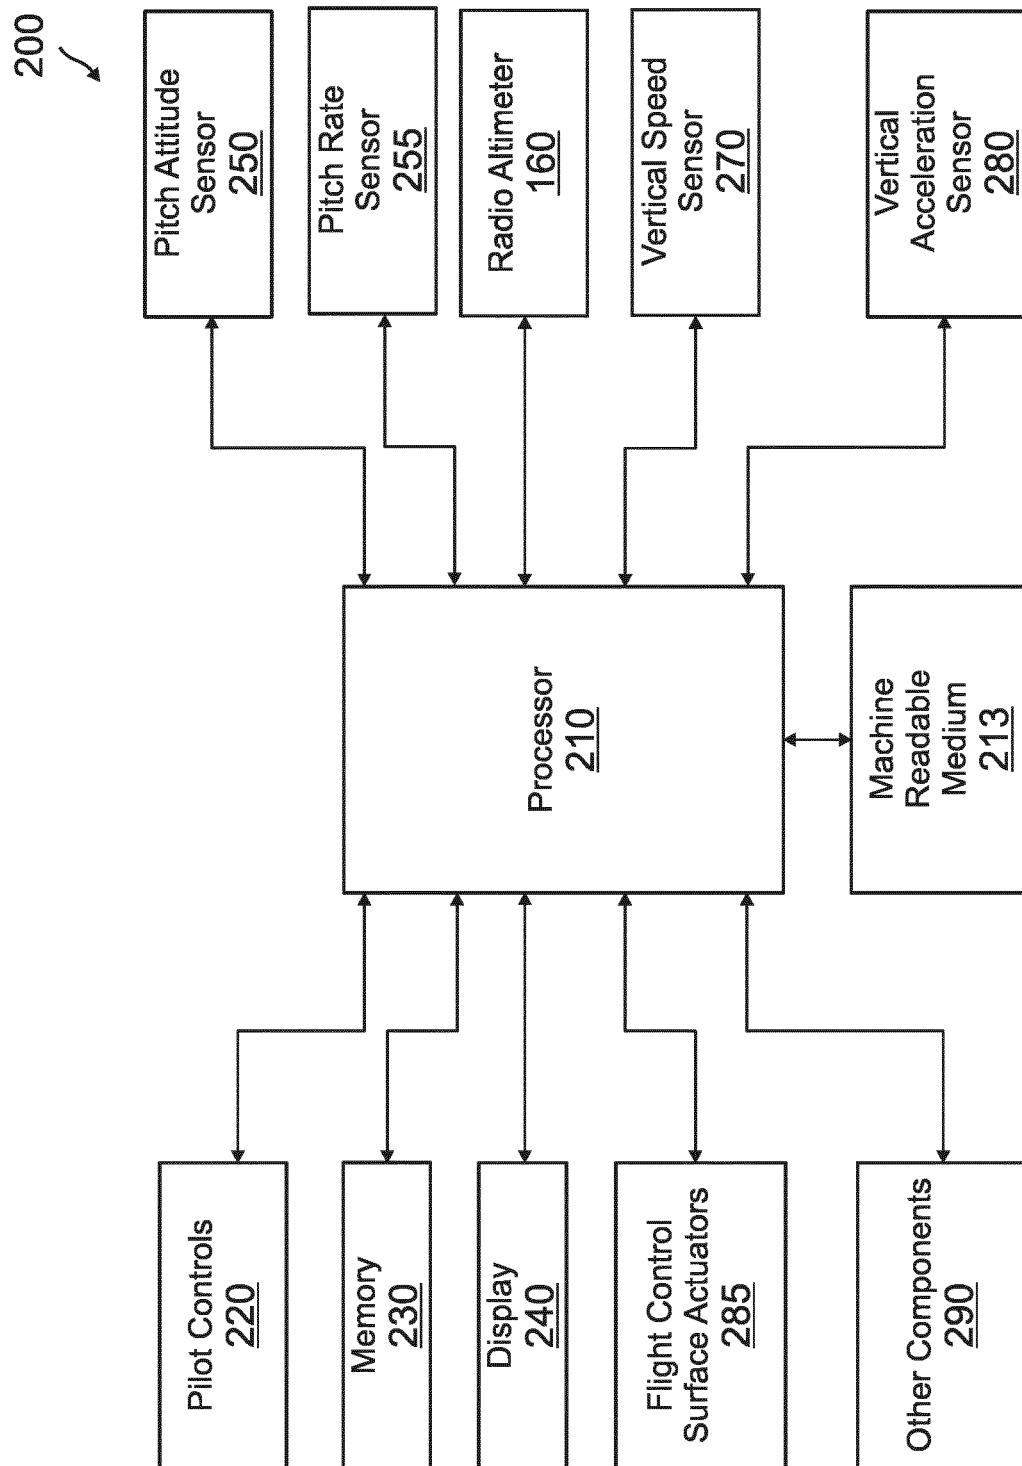 200
Pilot Controls
220
Memory
230
Display
240
Flight Control
Surface Actuators
285
Other Components
290
Processor
210
Machine
Readable
Medium
213
Pitch Attitude
Sensor
250
Pitch Rate
Sensor
255
Radio Altimeter
160
Vertical Speed
Sensor
270
Vertical
Acceleration
Sensor
280